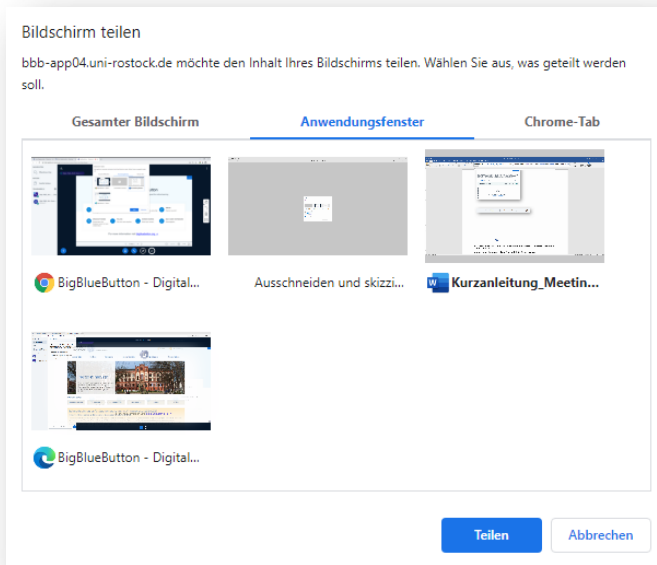 Bildschirm teilen
bbb-app04.uni-rostock.de möchte den Inhalt Ihres Bildschirms teilen. Wählen Sie aus, was geteilt werden
soll.
Gesamter Bildschirm Anwendungsfenster Chrome-Tab
BigBlueButton - Digital... Ausschneiden und skizzi... Kurzanleitung_Meetin...
BigBlueButton - Digital...
Teilen Abbrechen